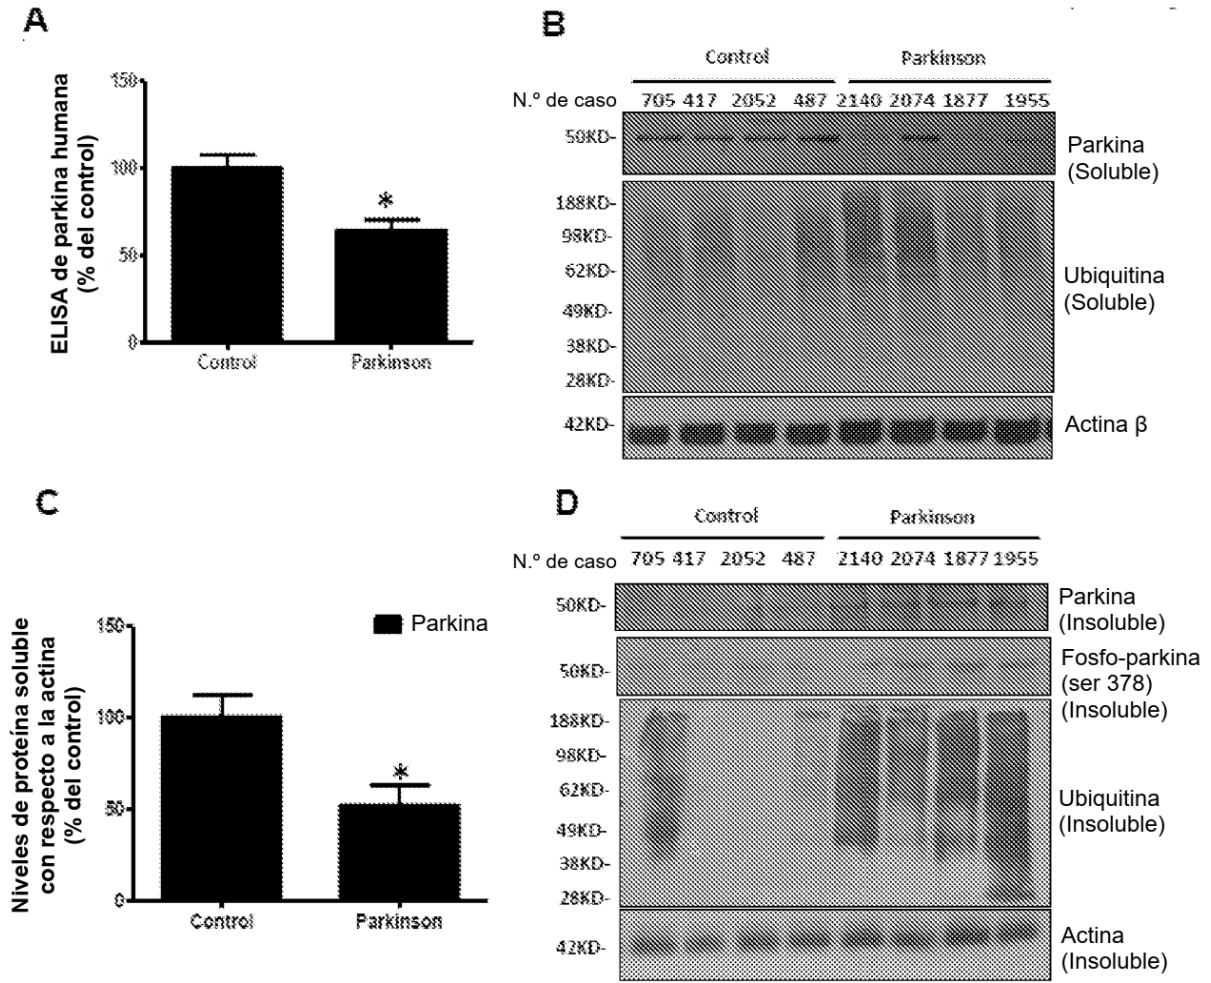 A
ELISA de parkina humana
(% del control)
150
100
50
0
*
Control
Parkinson
B
Control
Parkinson
N.º de caso
705 417 2052 487 2140 2074 1877 1955
50KD-
Parkina
(Soluble)
188KD-
98KD-
62KD-
49KD-
38KD-
28KD-
Ubiquitina
(Soluble)
42KD-
Actina β
C
Niveles de proteína soluble
con respecto a la actina
(% del control)
Parkina
150
100
50
0
*
Control
Parkinson
D
Control
Parkinson
N.º de caso
705 417 2052 487 2140 2074 1877 1955
50KD-
Parkina
(Insoluble)
50KD-
Fosfo-parkina
(ser 378)
(Insoluble)
188KD-
98KD-
62KD-
49KD-
38KD-
28KD-
Ubiquitina
(Insoluble)
42KD-
Actina
(Insoluble)